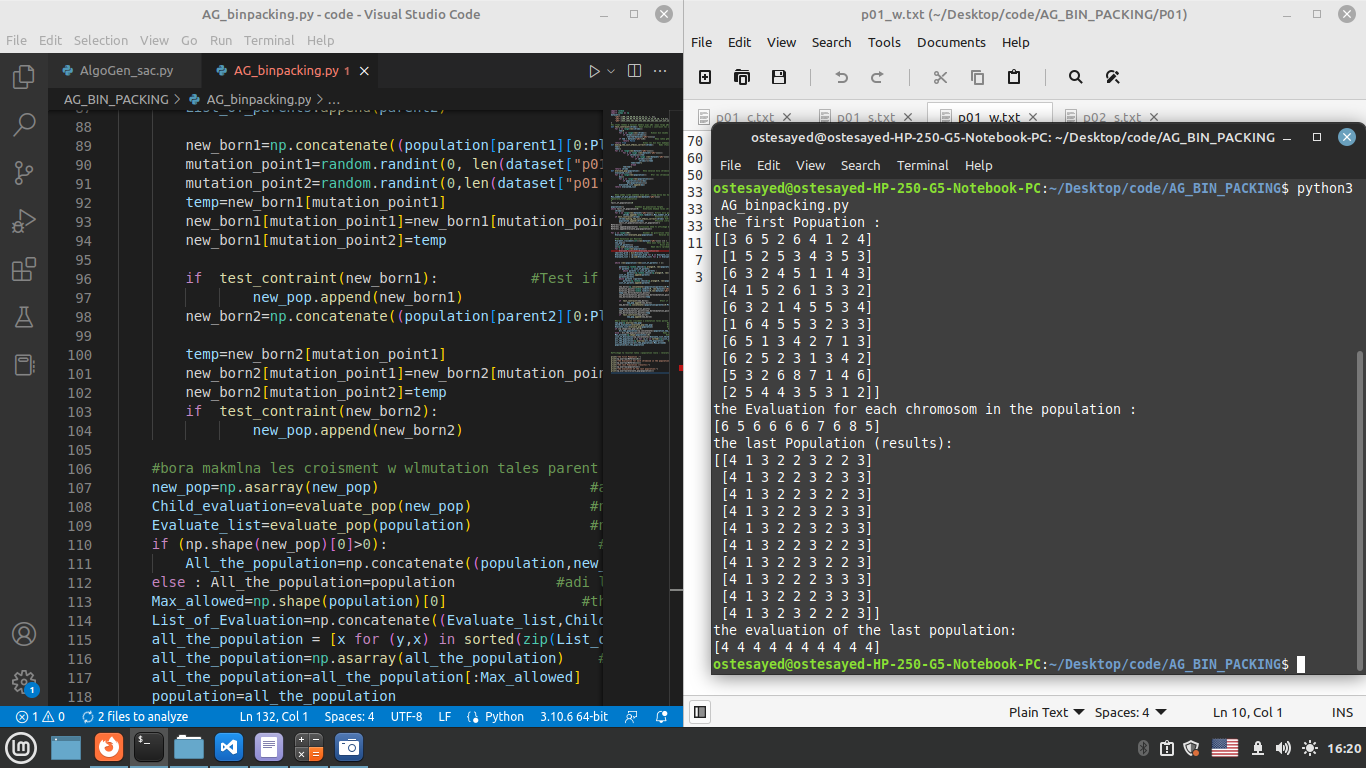 AG_binpacking.py - code - Visual Studio Code
File Edit Selection View Go Run Terminal Help
AlgoGen_sac.py
AG_binpacking.py 1
AG_BIN_PACKING > AG_binpacking.py > ...
88
89 new_born1=np.concatenate((population[parent1][0:Pl
90 mutation_point1=random.randint(0, len(dataset["p01
91 mutation_point2=random.randint(0,len(dataset["p01"
92 temp=new_born1[mutation_point1]
93 new_born1[mutation_point1]=new_born1[mutation_poin
94 new_born1[mutation_point2]=temp
95
96 if test_contraint(new_born1): #Test if
97 new_pop.append(new_born1)
98 new_born2=np.concatenate((population[parent2][0:Pl
99
100 temp=new_born2[mutation_point1]
101 new_born2[mutation_point1]=new_born2[mutation_poin
102 new_born2[mutation_point2]=temp
103 if test_contraint(new_born2):
104 new_pop.append(new_born2)
105
106 #bora makmlna les croisment w wlmutation tales parent
107 new_pop=np.asarray(new_pop) #a
108 Child_evaluation=evaluate_pop(new_pop)
109 Evaluate_list=evaluate_pop(population)
110 if (np.shape(new_pop)[0]>0): #
111 All_the_population=np.concatenate((population,new_
112 else : All_the_population=population #adi l
113 Max_allowed=np.shape(population)[0] #th
114 List_of_Evaluation=np.concatenate((Evaluate_list,Chil
115 all_the_population = [x for (y,x) in sorted(zip(List_o
116 all_the_population=np.asarray(all_the_population) #
117 all_the_population=all_the_population[:Max_allowed]
118 population=all_the_population
1 0 2 files to analyze Ln 132, Col 1 Spaces: 4 UTF-8 LF Python 3.10.6 64-bit
p01_w.txt (~/Desktop/code/AG_BIN_PACKING/P01)
File Edit View Search Tools Documents Help
p01_c.txt
p01_s.txt
p01_w.txt
p02_s.txt
70
60
50
33
33
33
11
7
3
ostesayed@ostesayed-HP-250-G5-Notebook-PC: ~/Desktop/code/AG_BIN_PACKING
File Edit View Search Terminal Help
ostesayed@ostesayed-HP-250-G5-Notebook-PC:~/Desktop/code/AG_BIN_PACKING$ python3
AG_binpacking.py
the first Popuation :
[[3 6 5 2 6 4 1 2 4]
[1 5 2 5 3 4 3 5 3]
[6 3 2 4 5 1 1 4 3]
[4 1 5 2 6 1 3 3 2]
[6 3 2 1 4 5 5 3 4]
[1 6 4 5 5 3 2 3 3]
[6 5 1 3 4 2 7 1 3]
[6 2 5 2 3 1 3 4 2]
[5 3 2 6 8 7 1 4 6]
[2 5 4 4 3 5 3 1 2]]
the Evaluation for each chromosom in the population :
[6 5 6 6 6 6 7 6 8 5]
the last Population (results):
[[4 1 3 2 2 3 2 2 3]
[4 1 3 2 2 3 2 3 3]
[4 1 3 2 2 3 2 2 3]
[4 1 3 2 2 3 2 3 3]
[4 1 3 2 2 3 2 3 3]
[4 1 3 2 2 3 2 2 3]
[4 1 3 2 2 3 2 2 3]
[4 1 3 2 2 2 3 3 3]
[4 1 3 2 2 2 3 3 3]
[4 1 3 2 3 2 2 2 3]]
the evaluation of the last population:
[4 4 4 4 4 4 4 4 4 4]
ostesayed@ostesayed-HP-250-G5-Notebook-PC:~/Desktop/code/AG_BIN_PACKING$
Plain Text Spaces: 4 Ln 10, Col 1 INS
16:20